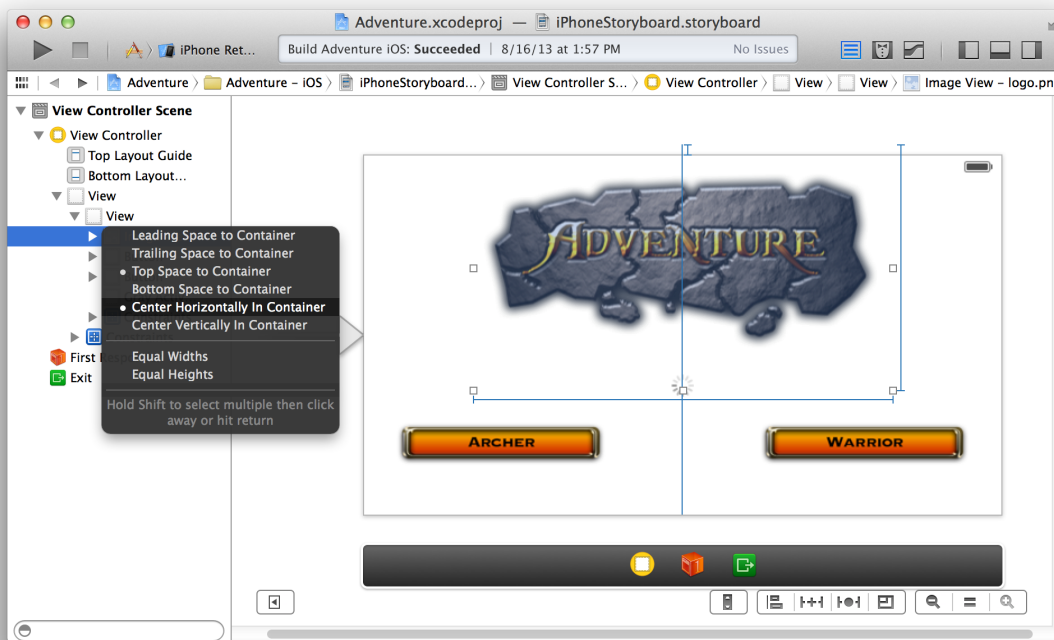 Adventure.xcodeproj — iPhoneStoryboard.storyboard
iPhone Ret...
Build Adventure iOS: Succeeded | 8/16/13 at 1:57 PM
No Issues
Adventure
Adventure - iOS
iPhoneStoryboard....
View Controller S...
View Controller
View
View
Image View - logo.pn
View Controller Scene
View Controller
Top Layout Guide
Bottom Layout...
View
View
Leading Space to Container
Trailing Space to Container
Top Space to Container
Bottom Space to Container
Center Horizontally In Container
Center Vertically In Container
Equal Widths
Equal Heights
Hold Shift to select multiple then click
away or hit return
First
Exit
ADVENTURE
ARCHER
WARRIOR